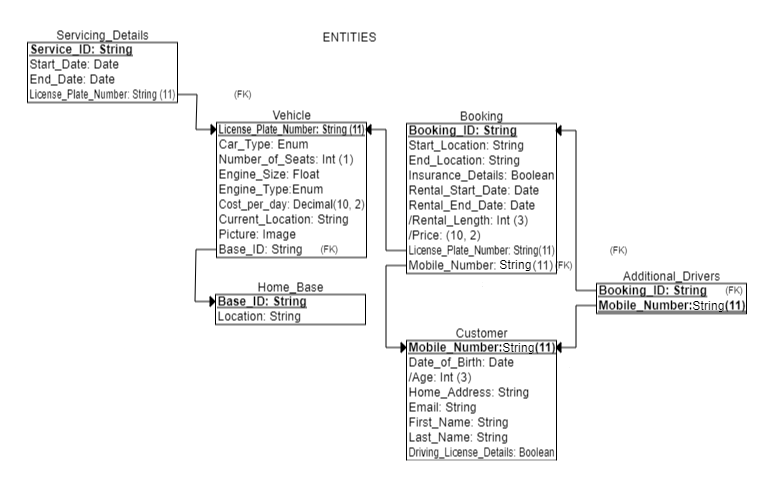 ENTITIES
Servicing_Details
Service_ID: String
Start_Date: Date
End_Date: Date
License_Plate_Number: String (11) (FK)
Vehicle
License_Plate_Number: String (11)
Car_Type: Enum
Number_of_Seats: Int (1)
Engine_Size: Float
Engine_Type:Enum
Cost_per_day: Decimal(10, 2)
Current_Location: String
Picture: Image
Base_ID: String (FK)
Home_Base
Base_ID: String
Location: String
Booking
Booking_ID: String
Start_Location: String
End_Location: String
Insurance_Details: Boolean
Rental_Start_Date: Date
Rental_End_Date: Date
/Rental_Length: Int (3)
/Price: (10, 2)
License_Plate_Number: String(11) (FK)
Mobile_Number: String(11) (FK)
Additional_Drivers
Booking_ID: String (FK)
Mobile_Number:String(11)
Customer
Mobile_Number:String(11)
Date_of_Birth: Date
/Age: Int (3)
Home_Address: String
Email: String
First_Name: String
Last_Name: String
Driving_License_Details: Boolean